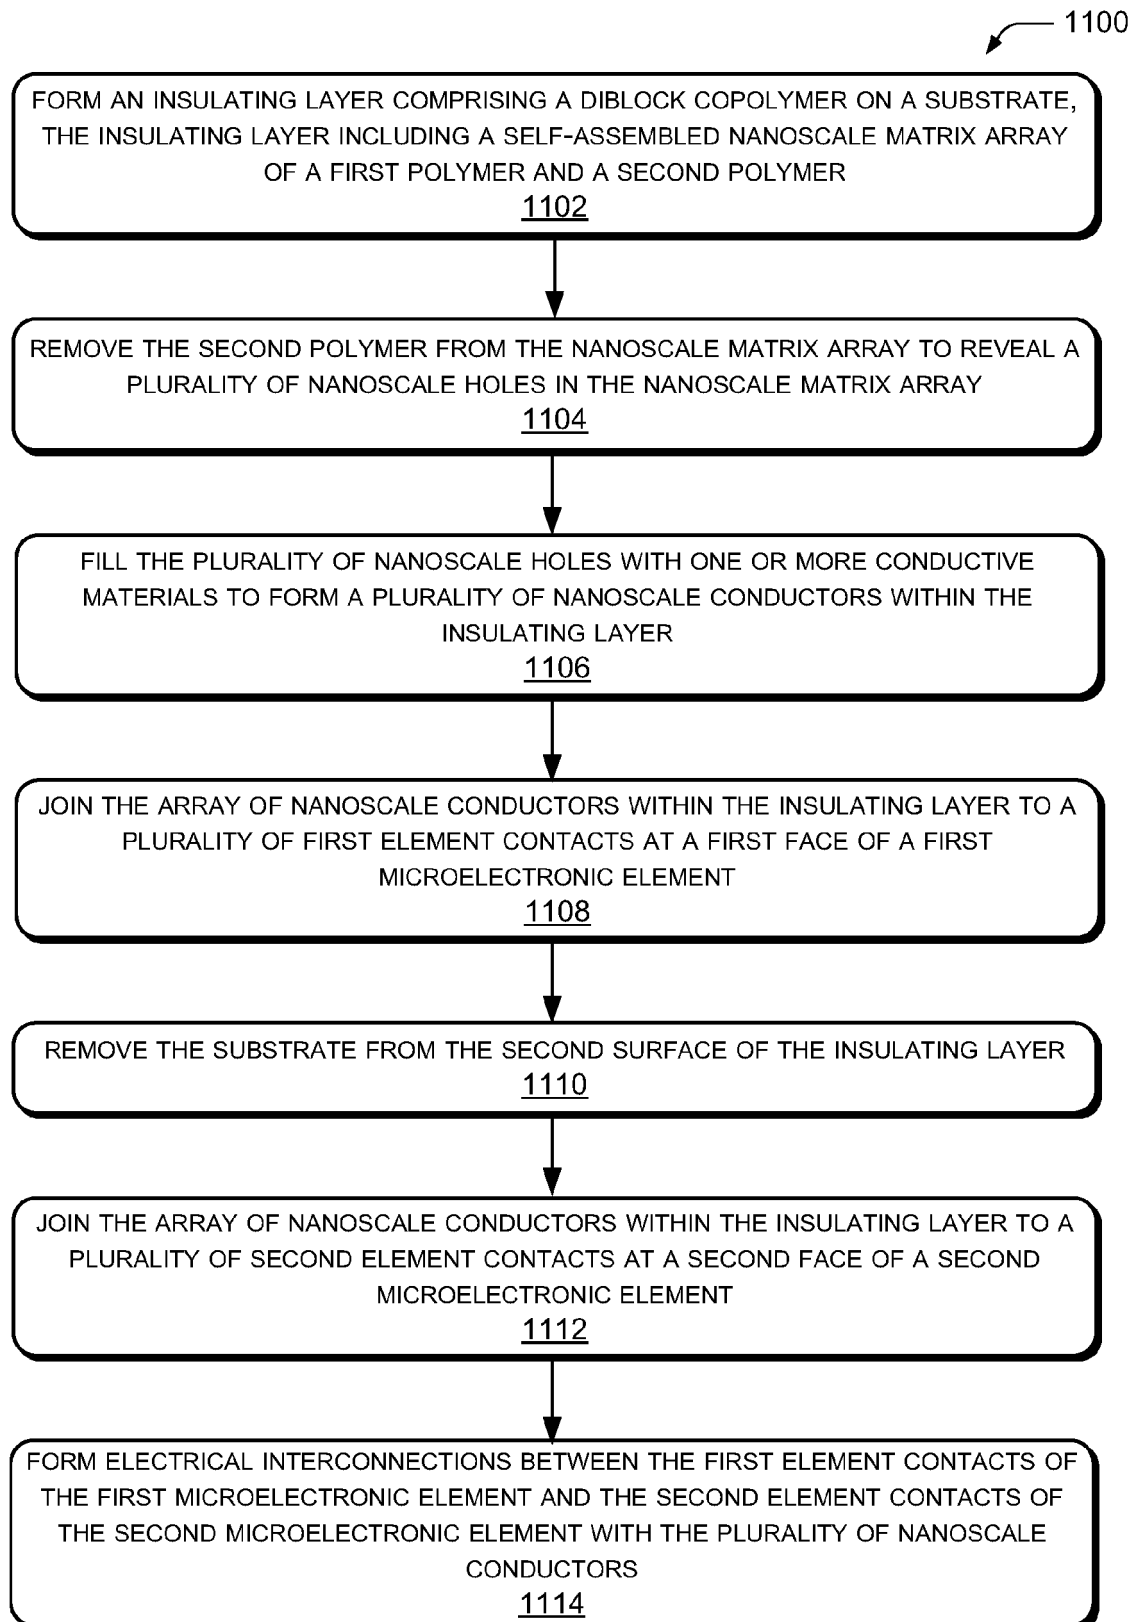 1100
FORM AN INSULATING LAYER COMPRISING A DIBLOCK COPOLYMER ON A SUBSTRATE,
THE INSULATING LAYER INCLUDING A SELF-ASSEMBLED NANOSCALE MATRIX ARRAY
OF A FIRST POLYMER AND A SECOND POLYMER
1102
REMOVE THE SECOND POLYMER FROM THE NANOSCALE MATRIX ARRAY TO REVEAL A
PLURALITY OF NANOSCALE HOLES IN THE NANOSCALE MATRIX ARRAY
1104
FILL THE PLURALITY OF NANOSCALE HOLES WITH ONE OR MORE CONDUCTIVE
MATERIALS TO FORM A PLURALITY OF NANOSCALE CONDUCTORS WITHIN THE
INSULATING LAYER
1106
JOIN THE ARRAY OF NANOSCALE CONDUCTORS WITHIN THE INSULATING LAYER TO A
PLURALITY OF FIRST ELEMENT CONTACTS AT A FIRST FACE OF A FIRST
MICROELECTRONIC ELEMENT
1108
REMOVE THE SUBSTRATE FROM THE SECOND SURFACE OF THE INSULATING LAYER
1110
JOIN THE ARRAY OF NANOSCALE CONDUCTORS WITHIN THE INSULATING LAYER TO A
PLURALITY OF SECOND ELEMENT CONTACTS AT A SECOND FACE OF A SECOND
MICROELECTRONIC ELEMENT
1112
FORM ELECTRICAL INTERCONNECTIONS BETWEEN THE FIRST ELEMENT CONTACTS OF
THE FIRST MICROELECTRONIC ELEMENT AND THE SECOND ELEMENT CONTACTS OF
THE SECOND MICROELECTRONIC ELEMENT WITH THE PLURALITY OF NANOSCALE
CONDUCTORS
1114